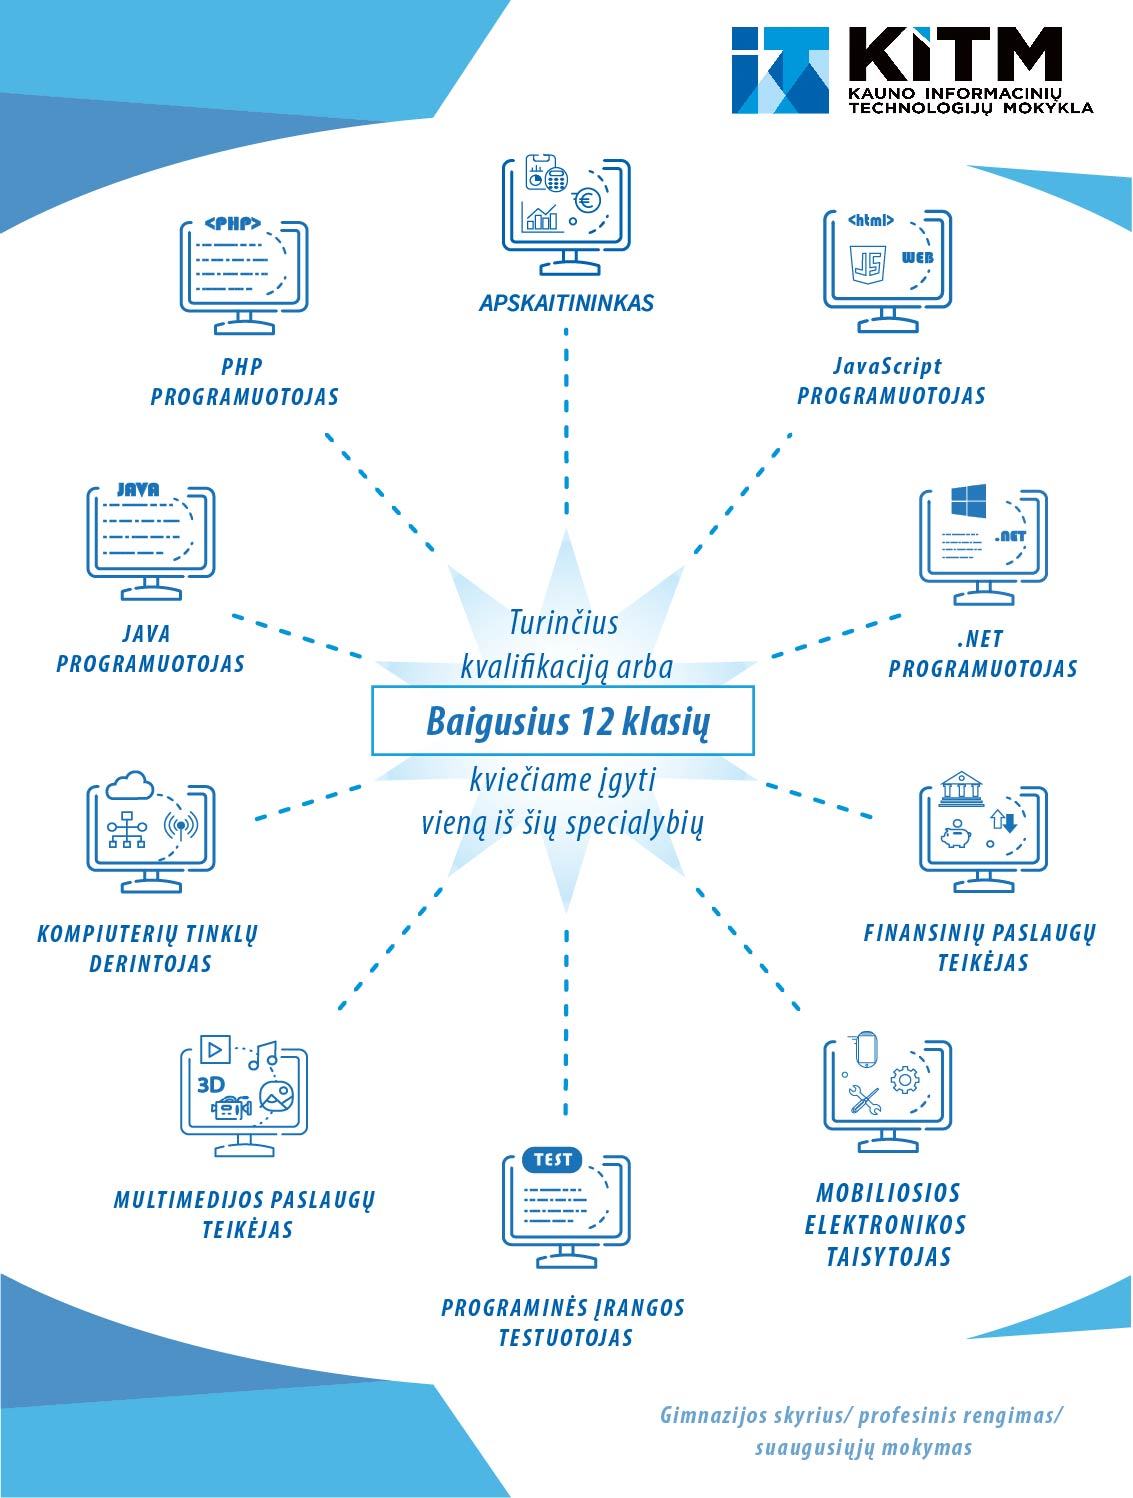 KiTM
KAUNO INFORMACINIŲ
TECHNOLOGIJŲ MOKYKLA
<PHP>
PHP
PROGRAMUOTOJAS
€
APSKAITININKAS
<html>
JS
WEB
JavaScript
PROGRAMUOTOJAS
JAVA
JAVA
PROGRAMUOTOJAS
.NET
.NET
PROGRAMUOTOJAS
Turinčius
kvalifikaciją arba
Baigusius 12 klasių
kviečiame įgyti
vieną iš šių specialybių
KOMPIUTERIŲ TINKLŲ
DERINTOJAS
FINANSINIŲ PASLAUGŲ
TEIKĖJAS
3D
MULTIMEDIJOS PASLAUGŲ
TEIKĖJAS
TEST
PROGRAMINĖS ĮRANGOS
TESTUOTOJAS
MOBILIOSIOS
ELEKTRONIKOS
TAISYTOJAS
Gimnazijos skyrius/ profesinis rengimas/
suaugusiųjų mokymas